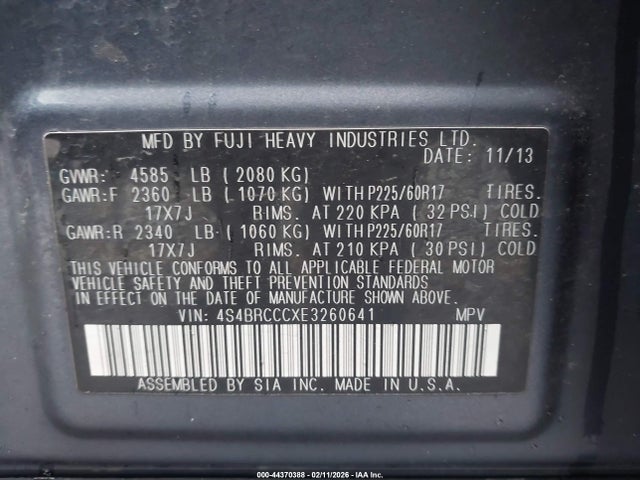 MFD BY FUJI HEAVY INDUSTRIES LTD.
DATE: 11/13
GVWR: 4585 LB (2080 KG)
GAWR:F 2360 LB (1070 KG) WITH P225/60R17 TIRES.
17X7J RIMS. AT 220 KPA (32 PSI) COLD
GAWR:R 2340 LB (1060 KG) WITH P225/60R17 TIRES.
17X7J RIMS. AT 210 KPA (30 PSI) COLD
THIS VEHICLE CONFORMS TO ALL APPLICABLE FEDERAL MOTOR
VEHICLE SAFETY AND THEFT PREVENTION STANDARDS
IN EFFECT ON THE DATE OF MANUFACTURE SHOWN ABOVE.
VIN: 4S4BRCCCXE3260641 MPV
ASSEMBLED BY SIA INC. MADE IN U.S.A.
000-44370388 - 02/11/2026 - IAA Inc.